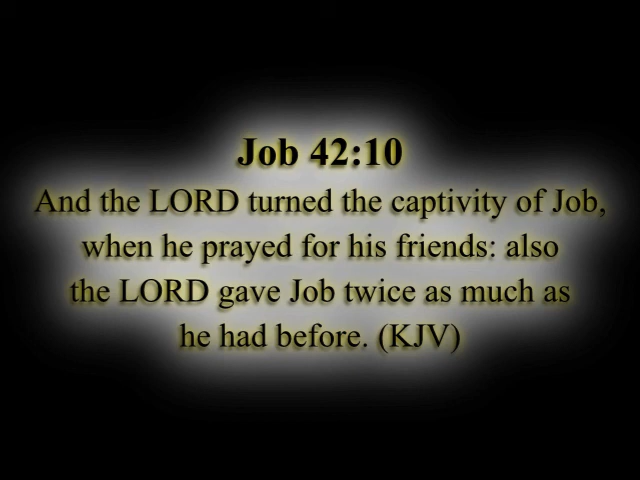 Job 42:10
And the LORD turned the captivity of Job,
when he prayed for his friends: also
the LORD gave Job twice as much as
he had before. (KJV)